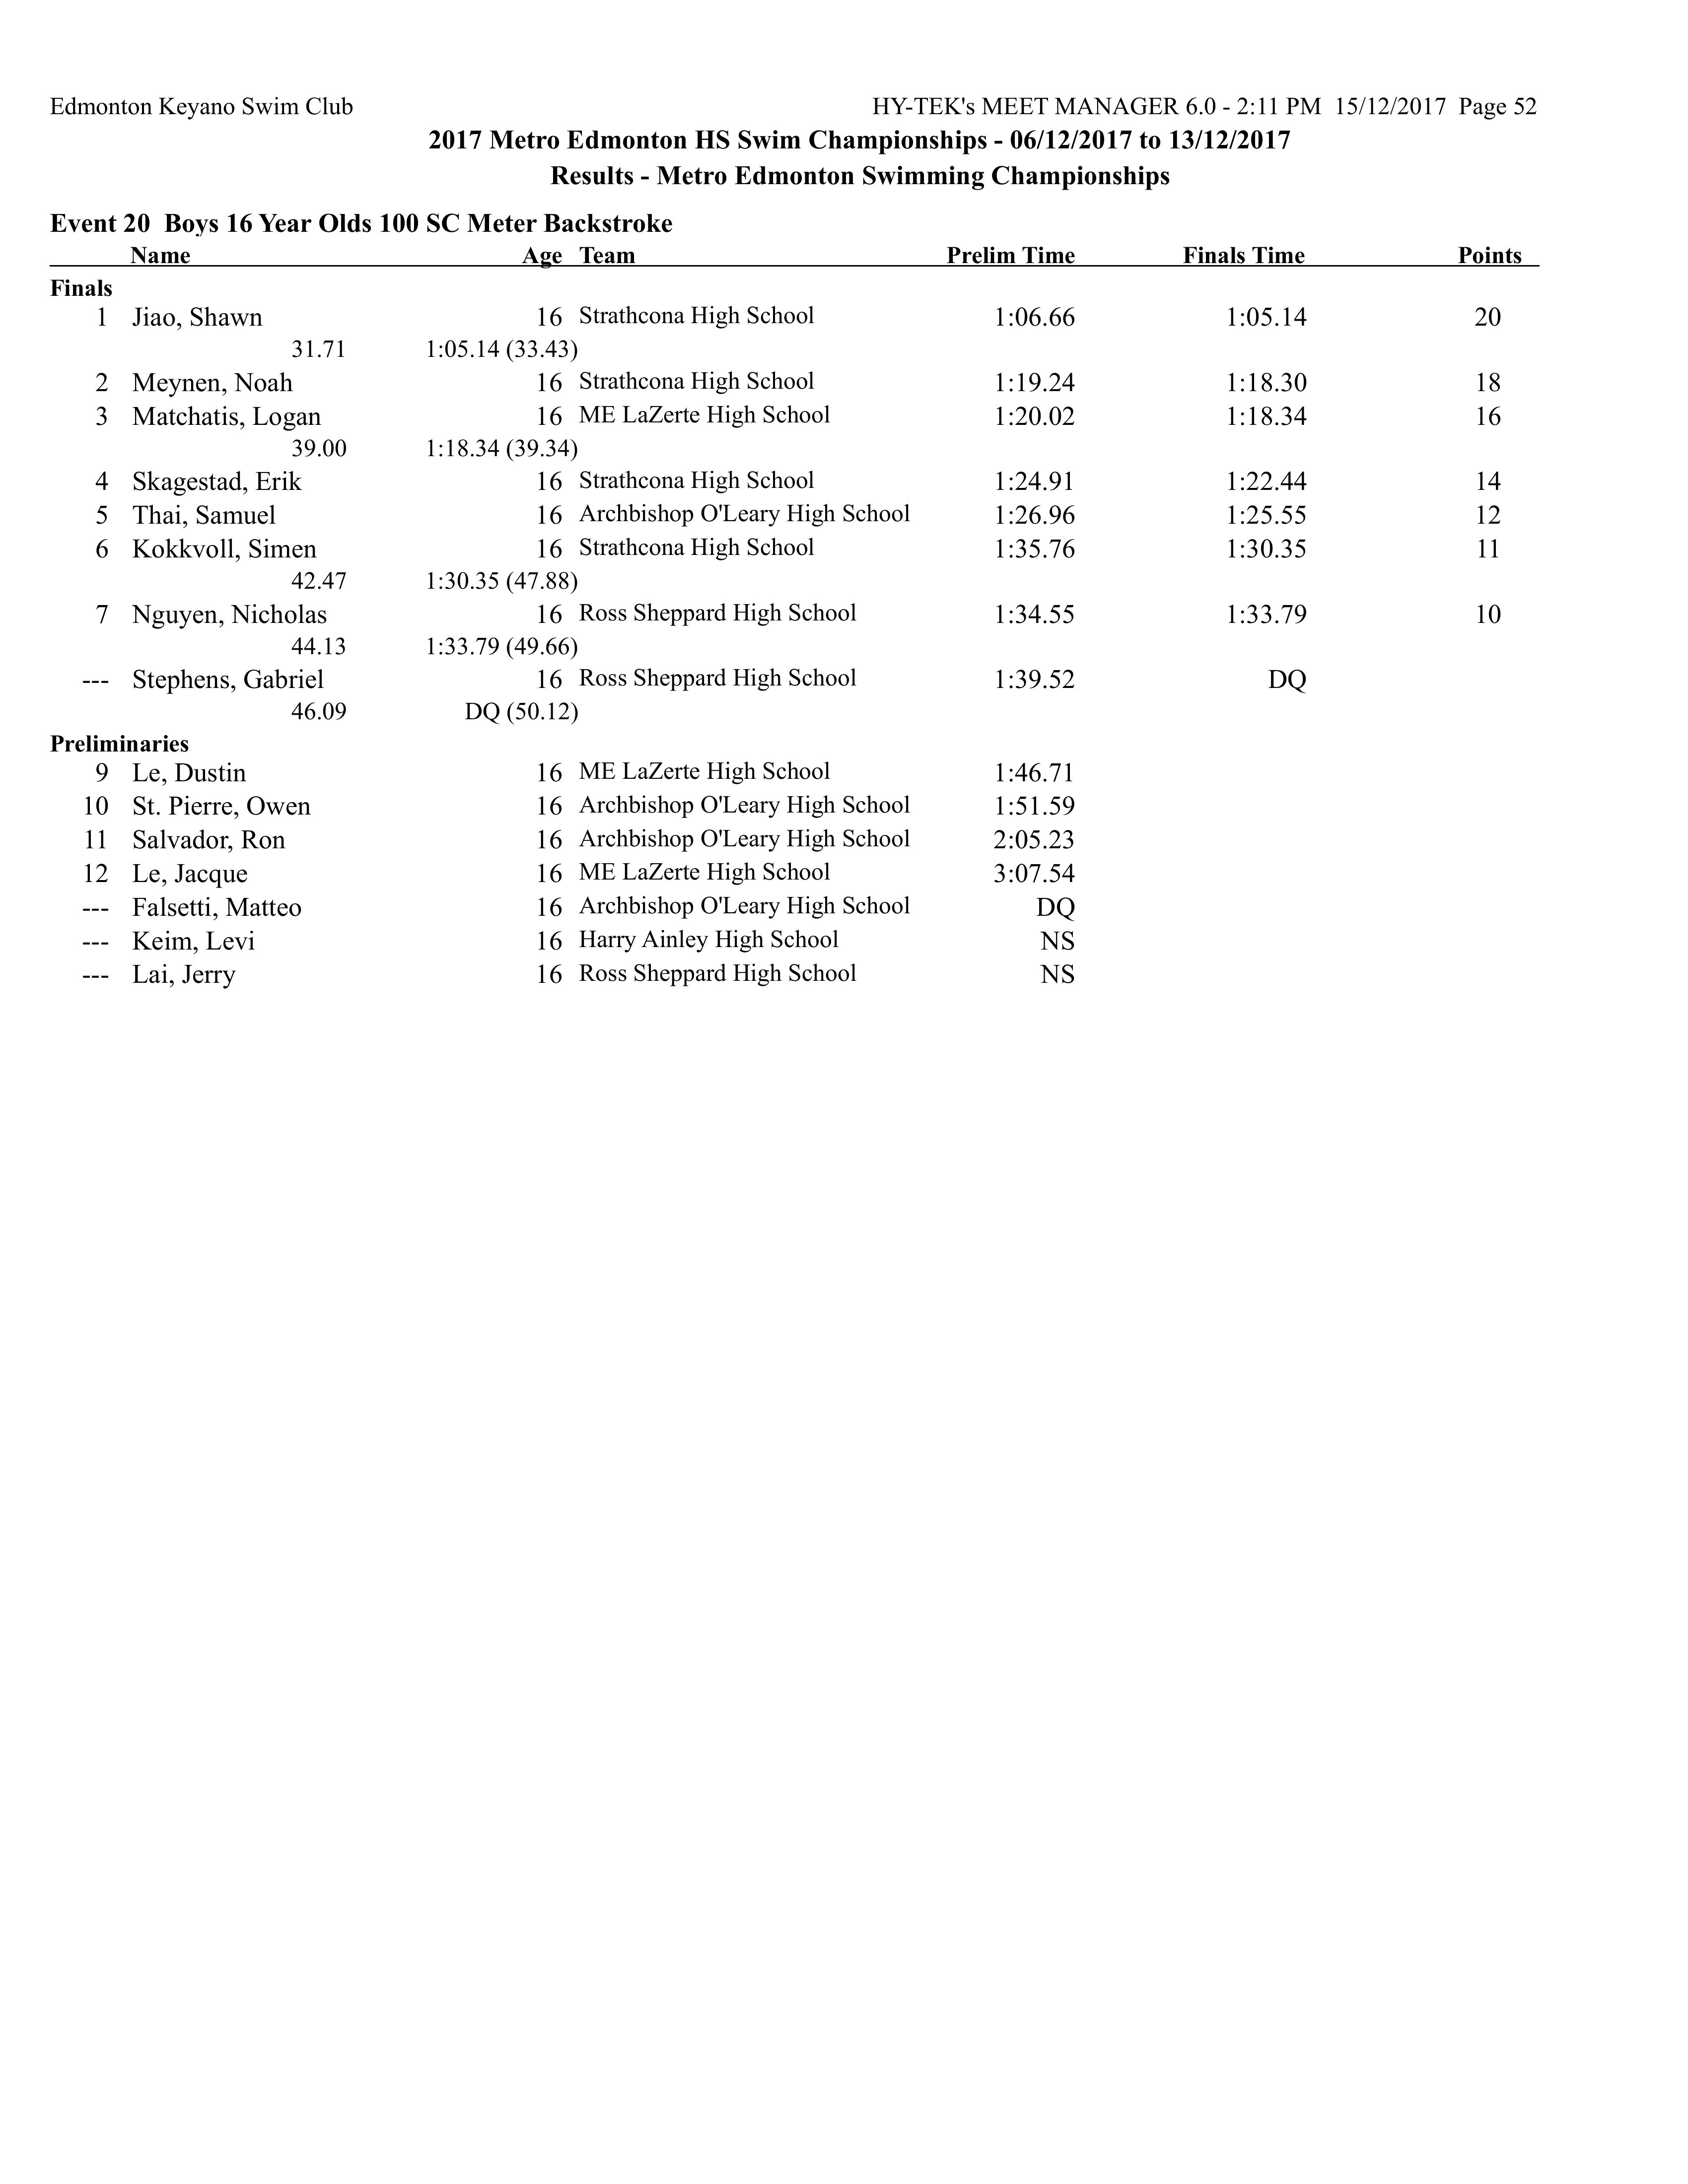 Edmonton Keyano Swim Club HY-TEK's MEET MANAGER 6.0 - 2:11 PM 15/12/2017 Page 52
2017 Metro Edmonton HS Swim Championships - 06/12/2017 to 13/12/2017
Results - Metro Edmonton Swimming Championships
Event 20 Boys 16 Year Olds 100 SC Meter Backstroke
Name Age Team Prelim Time Finals Time Points
Finals
1 Jiao, Shawn 16 Strathcona High School 1:06.66 1:05.14 20
31.71 1:05.14 (33.43)
2 Meynen, Noah 16 Strathcona High School 1:19.24 1:18.30 18
3 Matchatis, Logan 16 ME LaZerte High School 1:20.02 1:18.34 16
39.00 1:18.34 (39.34)
4 Skagestad, Erik 16 Strathcona High School 1:24.91 1:22.44 14
5 Thai, Samuel 16 Archbishop O'Leary High School 1:26.96 1:25.55 12
6 Kokkvoll, Simen 16 Strathcona High School 1:35.76 1:30.35 11
42.47 1:30.35 (47.88)
7 Nguyen, Nicholas 16 Ross Sheppard High School 1:34.55 1:33.79 10
44.13 1:33.79 (49.66)
--- Stephens, Gabriel 16 Ross Sheppard High School 1:39.52 DQ
46.09 DQ (50.12)
Preliminaries
9 Le, Dustin 16 ME LaZerte High School 1:46.71
10 St. Pierre, Owen 16 Archbishop O'Leary High School 1:51.59
11 Salvador, Ron 16 Archbishop O'Leary High School 2:05.23
12 Le, Jacque 16 ME LaZerte High School 3:07.54
--- Falsetti, Matteo 16 Archbishop O'Leary High School DQ
--- Keim, Levi 16 Harry Ainley High School NS
--- Lai, Jerry 16 Ross Sheppard High School NS